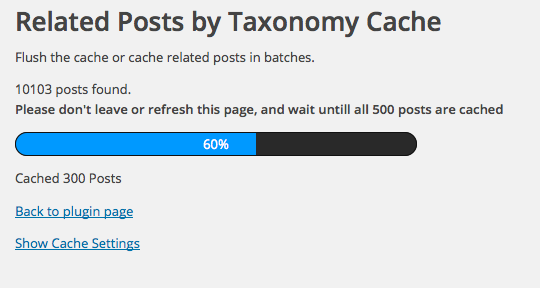 Related Posts by Taxonomy Cache
Flush the cache or cache related posts in batches.
10103 posts found.
Please don't leave or refresh this page, and wait untill all 500 posts are cached
60%
Cached 300 Posts
Back to plugin page
Show Cache Settings